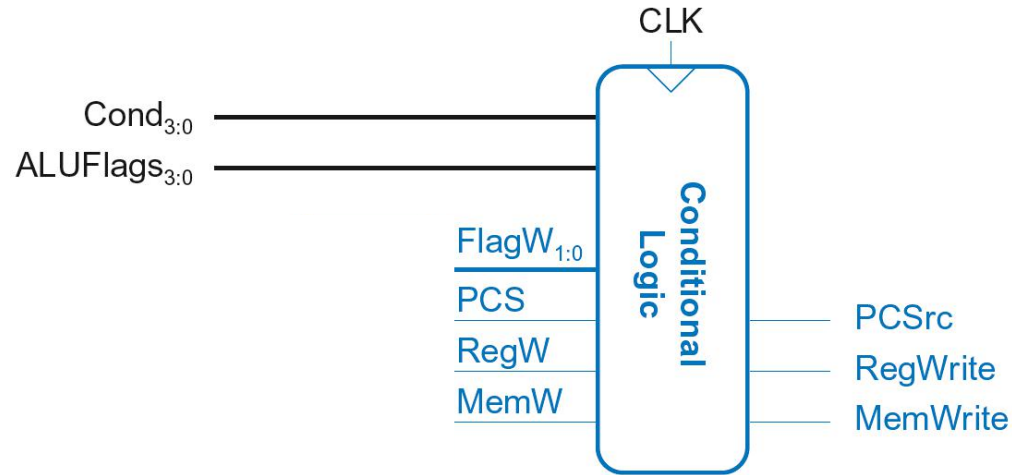 CLK
Cond3:0
ALUFlags3:0
FlagW1:0
PCS
RegW
MemW
Conditional
Logic
PCSrc
RegWrite
MemWrite